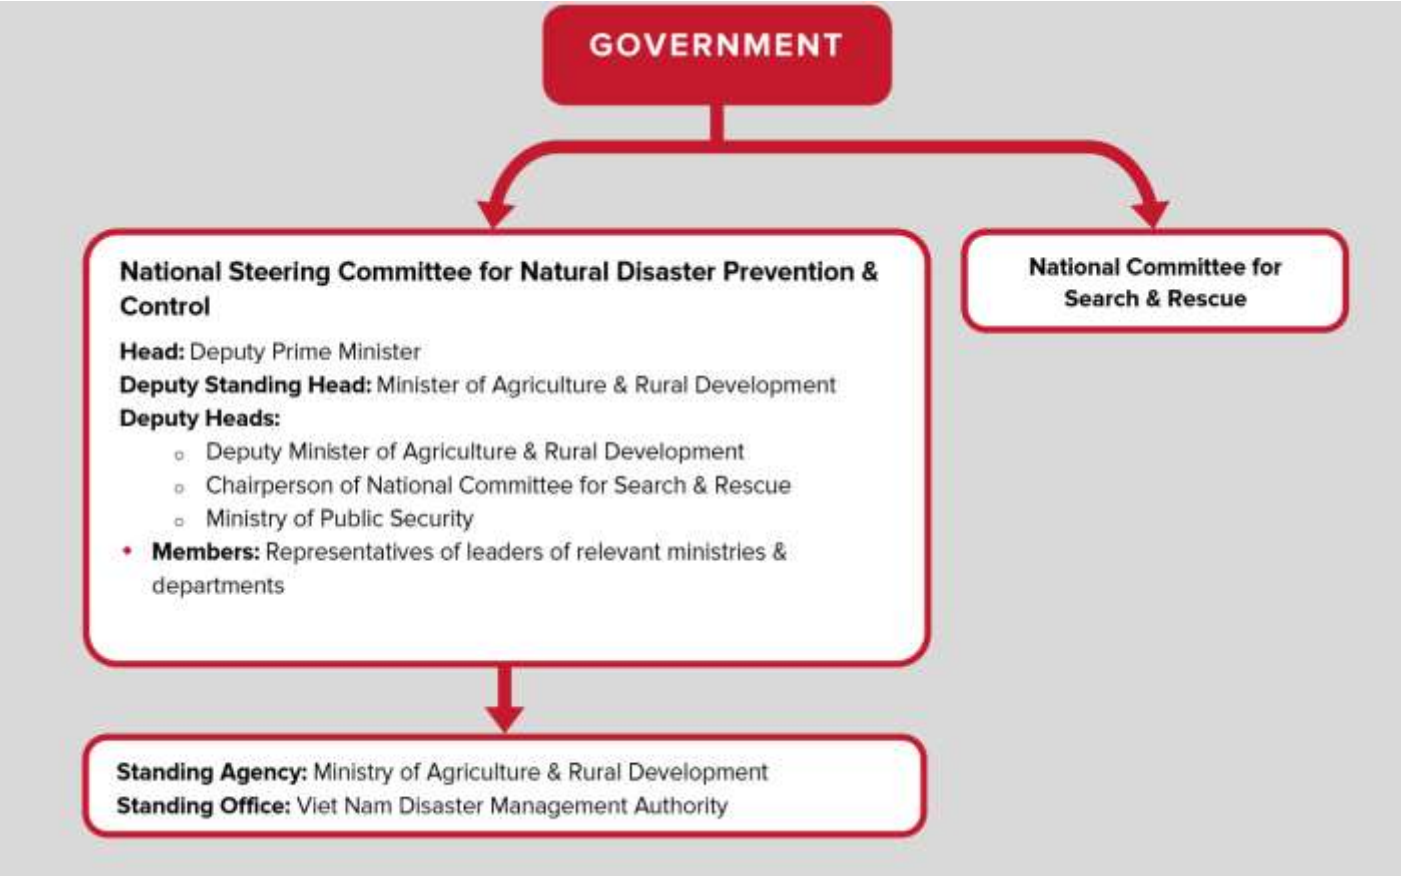 GOVERNMENT
National Steering Committee for Natural Disaster Prevention &
Control
Head: Deputy Prime Minister
Deputy Standing Head: Minister of Agriculture & Rural Development
Deputy Heads:
o Deputy Minister of Agriculture & Rural Development
o Chairperson of National Committee for Search & Rescue
o Ministry of Public Security
• Members: Representatives of leaders of relevant ministries &
departments
National Committee for
Search & Rescue
Standing Agency: Ministry of Agriculture & Rural Development
Standing Office: Viet Nam Disaster Management Authority